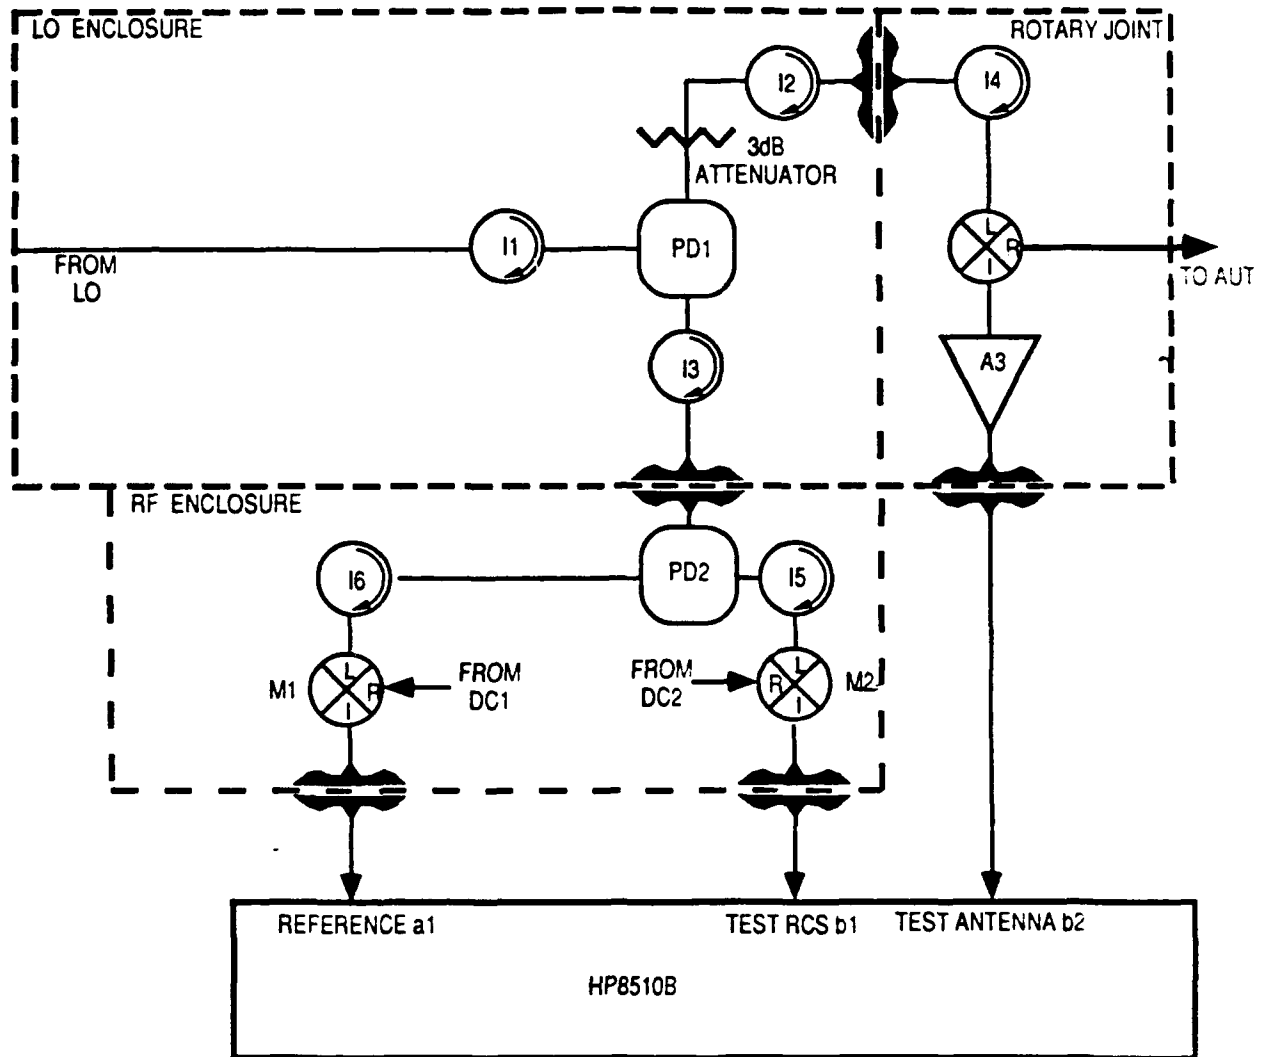 LO ENCLOSURE
ROTARY JOINT
I2
I4
3dB
ATTENUATOR
I1
PD1
L
R
I
FROM
LO
TO AUT
I3
A3
RF ENCLOSURE
I6
PD2
I5
M1
L
R
I
FROM
DC1
FROM
DC2
L
R
I
M2
REFERENCE a1
TEST RCS b1
TEST ANTENNA b2
HP8510B